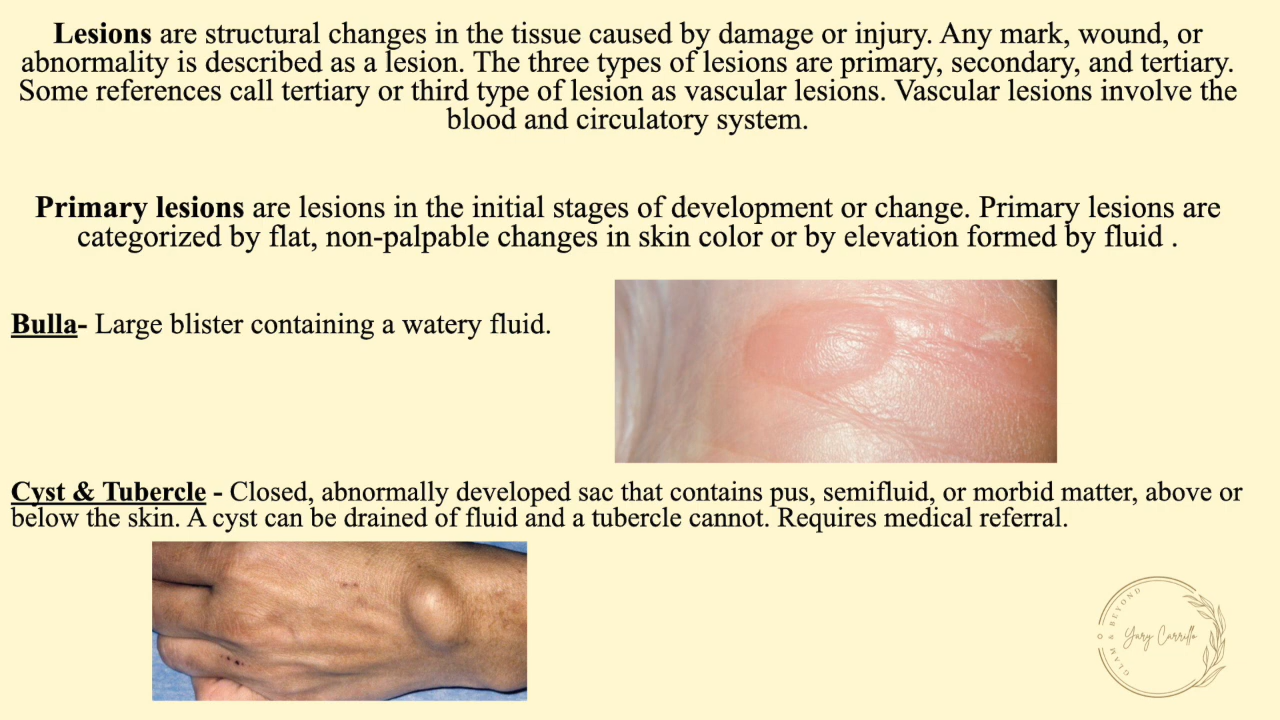 Lesions are structural changes in the tissue caused by damage or injury. Any mark, wound, or
abnormality is described as a lesion. The three types of lesions are primary, secondary, and tertiary.
Some references call tertiary or third type of lesion as vascular lesions. Vascular lesions involve the
blood and circulatory system.
Primary lesions are lesions in the initial stages of development or change. Primary lesions are
categorized by flat, non-palpable changes in skin color or by elevation formed by fluid .
Bulla- Large blister containing a watery fluid.
Cyst & Tubercle - Closed, abnormally developed sac that contains pus, semifluid, or morbid matter, above or
below the skin. A cyst can be drained of fluid and a tubercle cannot. Requires medical referral.
GLAM & BEYOND
Yary Carrillo